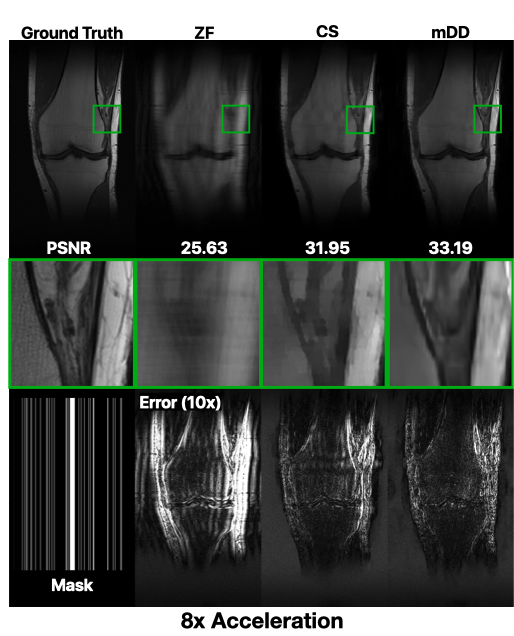 Ground Truth ZF CS mDD
PSNR 25.63 31.95 33.19
Error (10x)
Mask
8x Acceleration